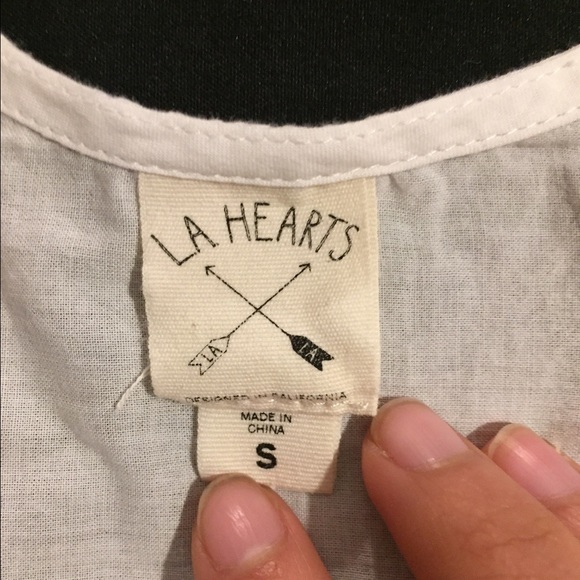 LA HEARTS
LA LA
DESIGNED IN CALIFORNIA
MADE IN
CHINA
S